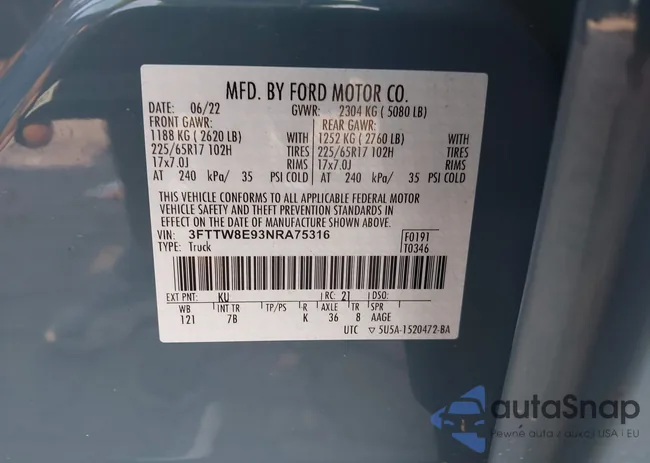 MFD. BY FORD MOTOR CO.
DATE: 06/22 GVWR: 2304 KG ( 5080 LB)
FRONT GAWR: REAR GAWR:
1188 KG ( 2620 LB) WITH 1252 KG ( 2760 LB) WITH
225/65R17 102H TIRES 225/65R17 102H TIRES
17x7.0J RIMS 17x7.0J RIMS
AT 240 kPa/ 35 PSI COLD AT 240 kPa/ 35 PSI COLD
THIS VEHICLE CONFORMS TO ALL APPLICABLE FEDERAL MOTOR
VEHICLE SAFETY AND THEFT PREVENTION STANDARDS IN
EFFECT ON THE DATE OF MANUFACTURE SHOWN ABOVE.
VIN: 3FTTW8E93NRA75316 F0191
TYPE: Truck T0346
EXT PNT: KU RC: 21 DSO:
WB INT TR TP/PS R AXLE TR SPR
121 7B K 36 8 AAGE
UTC 5U5A-1520472-BA
autaSnap
Pewne auta z aukcji USA i EU